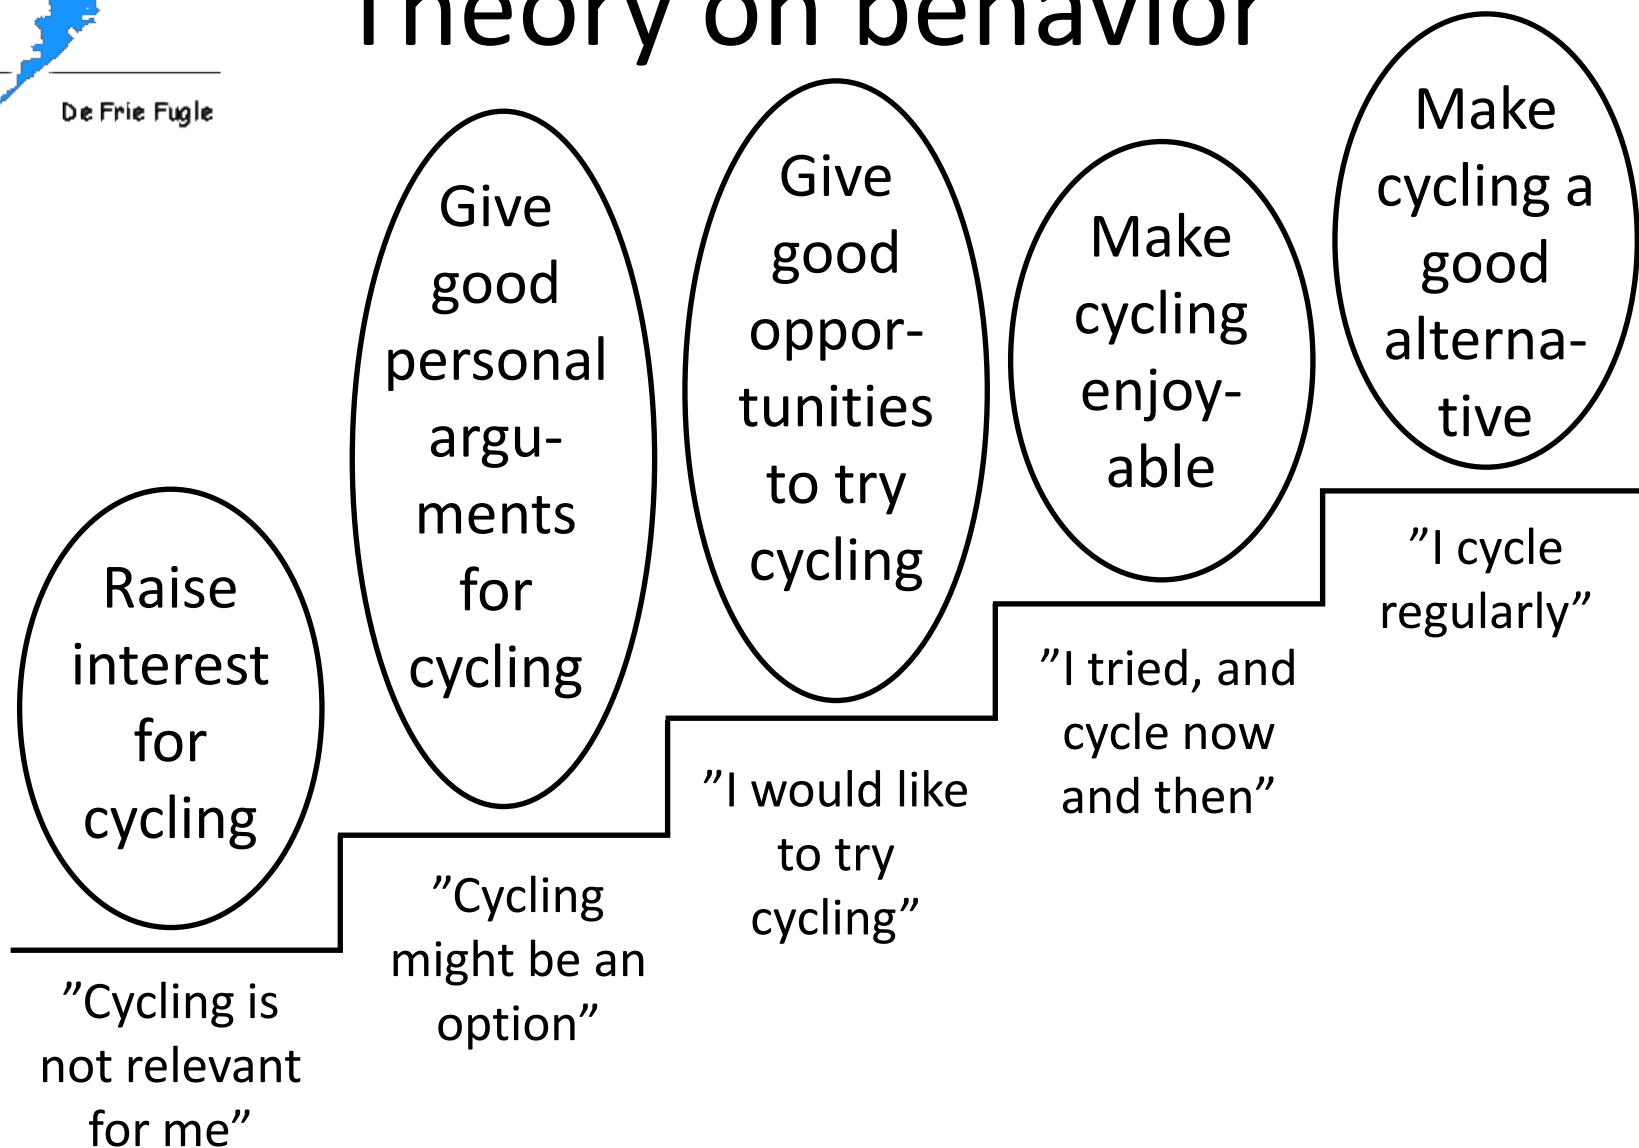 Theory on behavior
De Frie Fugle
Raise
interest
for
cycling
”Cycling is
not relevant
for me”
Give
good
personal
argu-
ments
for
cycling
”Cycling
might be an
option”
Give
good
oppor-
tunities
to try
cycling
”I would like
to try
cycling”
Make
cycling
enjoy-
able
”I tried, and
cycle now
and then”
Make
cycling a
good
alterna-
tive
”I cycle
regularly”